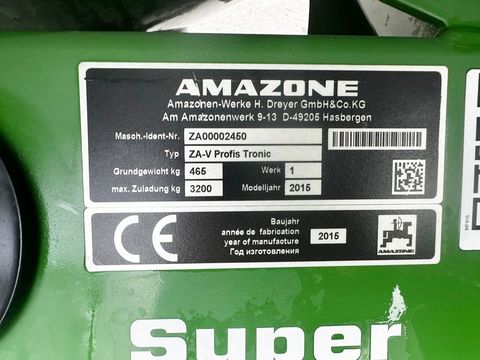 AMAZONE
Amazonen-Werke H. Dreyer GmbH&Co.KG
Am Amazonenwerk 9-13 D-49205 Hasbergen
Masch.-Ident-Nr. ZA00002450
Typ ZA-V Profis Tronic
Grundgewicht kg 465 Werk 1
max. Zuladung kg 3200 Modelljahr 2015
CE
Baujahr
année de fabrication
year of manufacture 2015
Год изготовления
AMAZONE
Super